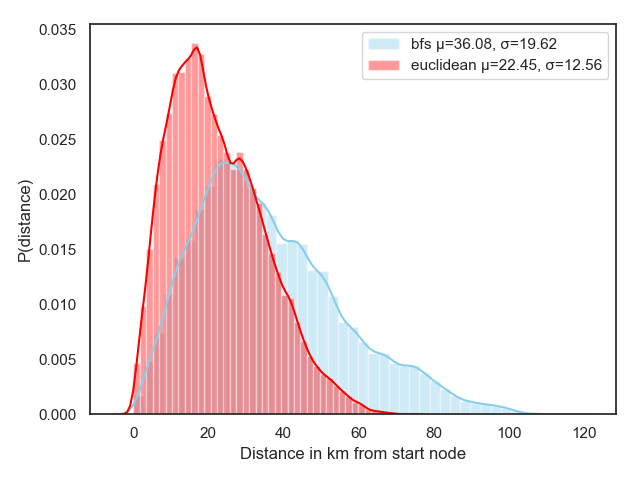 bfs μ=36.08, σ=19.62
euclidean μ=22.45, σ=12.56
P(distance)
0.035
0.030
0.025
0.020
0.015
0.010
0.005
0.000
0 20 40 60 80 100 120
Distance in km from start node